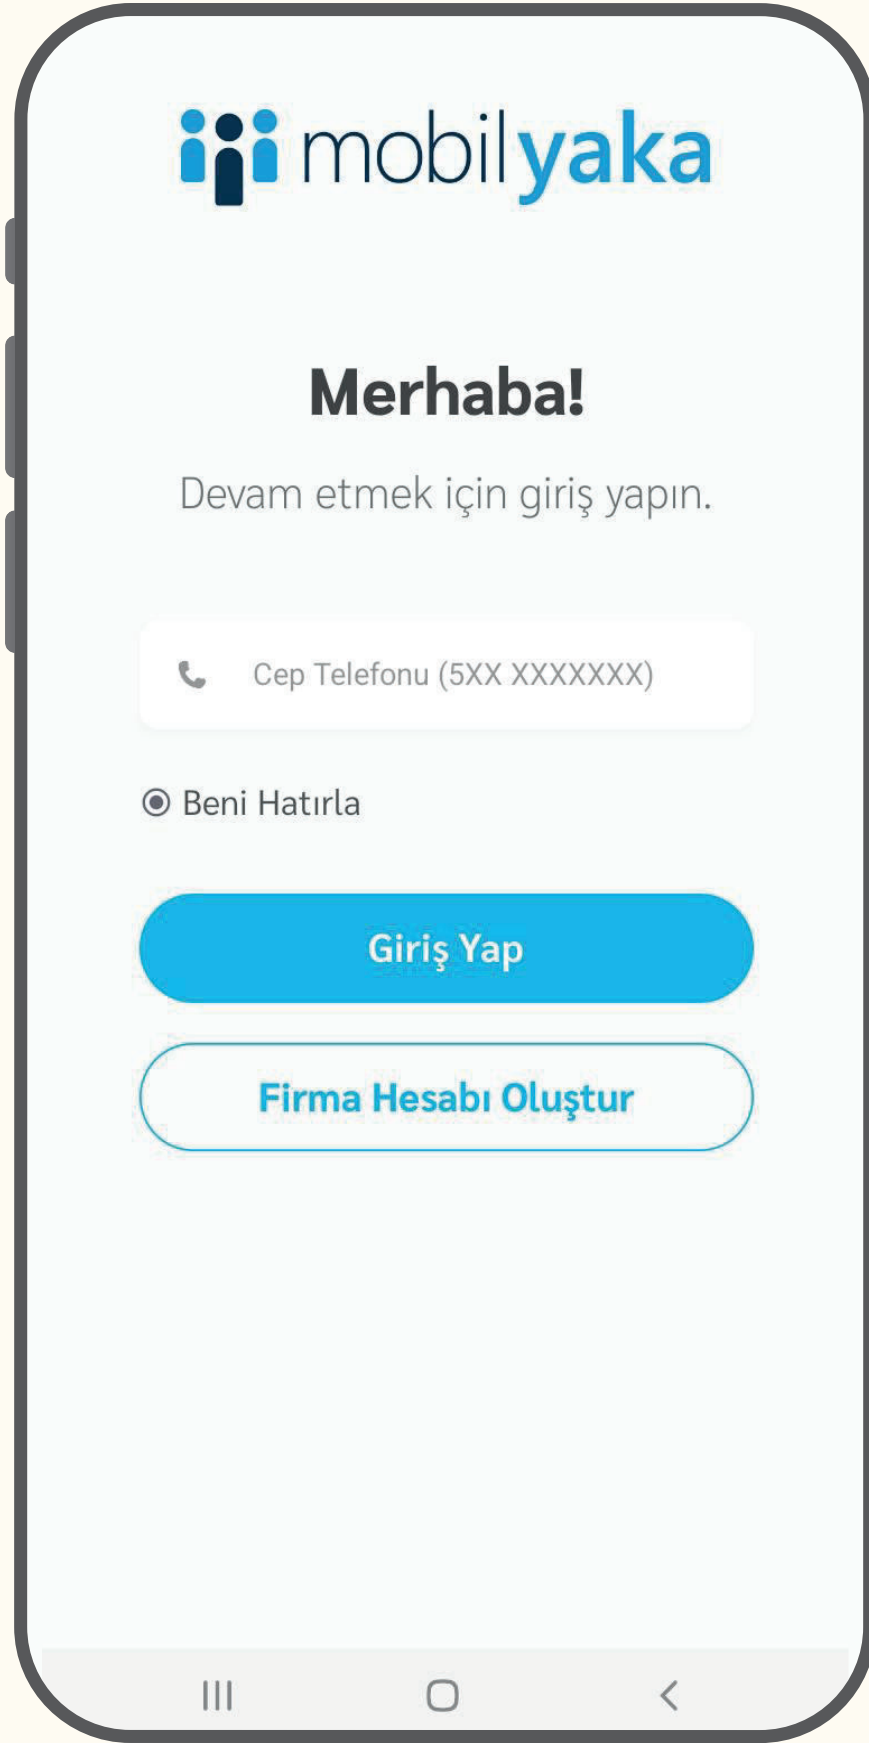 mobilyaka
Merhaba!
Devam etmek için giriş yapın.
Cep Telefonu (5XX XXXXXXX)
Beni Hatırla
Giriş Yap
Firma Hesabı Oluştur